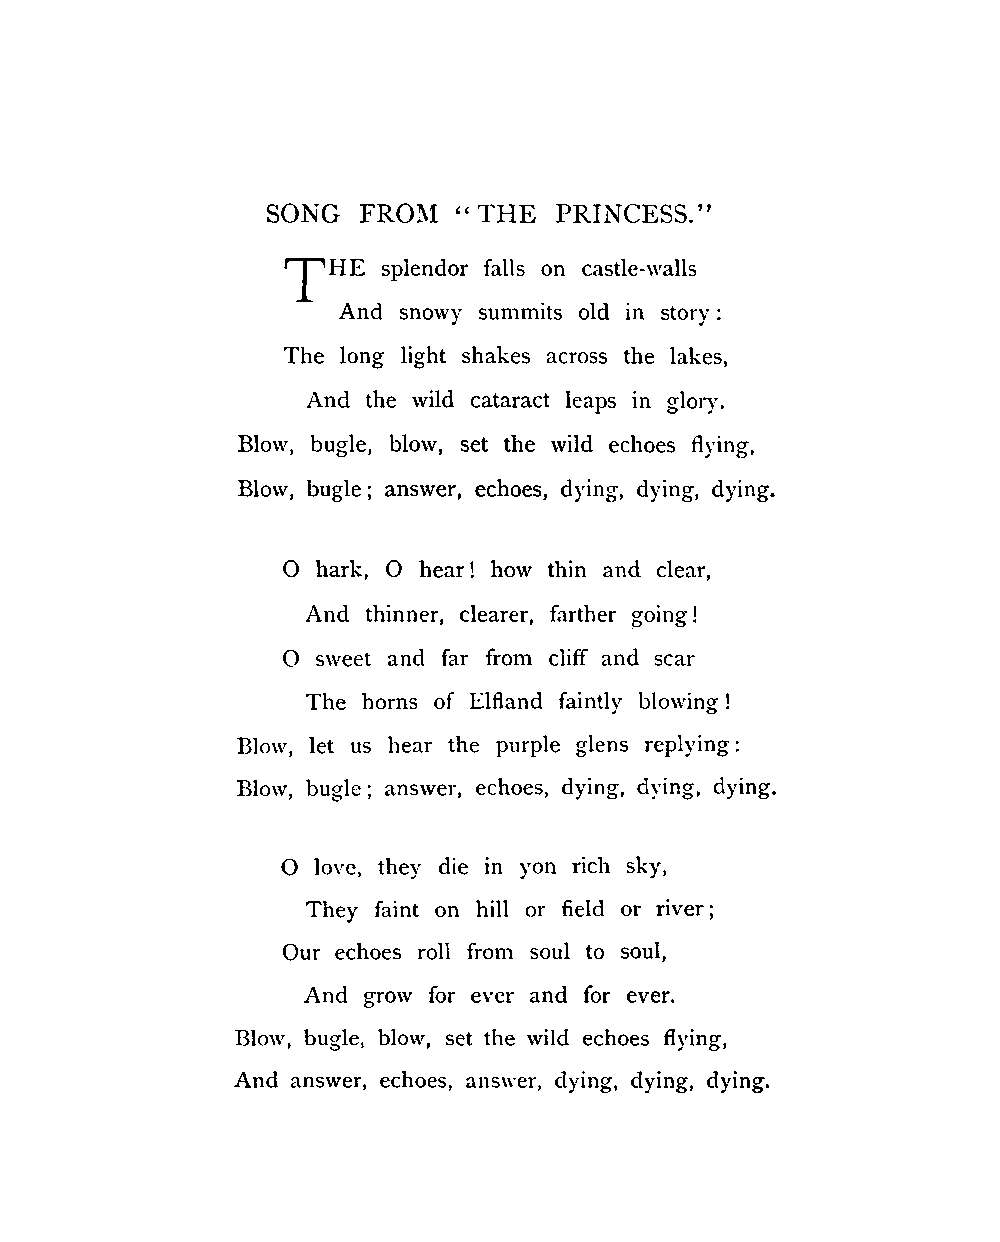 SONG FROM “THE PRINCESS.”
THE splendor falls on castle-walls
And snowy summits old in story:
The long light shakes across the lakes,
And the wild cataract leaps in glory.
Blow, bugle, blow, set the wild echoes flying,
Blow, bugle; answer, echoes, dying, dying, dying.
O hark, O hear! how thin and clear,
And thinner, clearer, farther going!
O sweet and far from cliff and scar
The horns of Elfland faintly blowing!
Blow, let us hear the purple glens replying:
Blow, bugle; answer, echoes, dying, dying, dying.
O love, they die in yon rich sky,
They faint on hill or field or river;
Our echoes roll from soul to soul,
And grow for ever and for ever.
Blow, bugle, blow, set the wild echoes flying,
And answer, echoes, answer, dying, dying, dying.